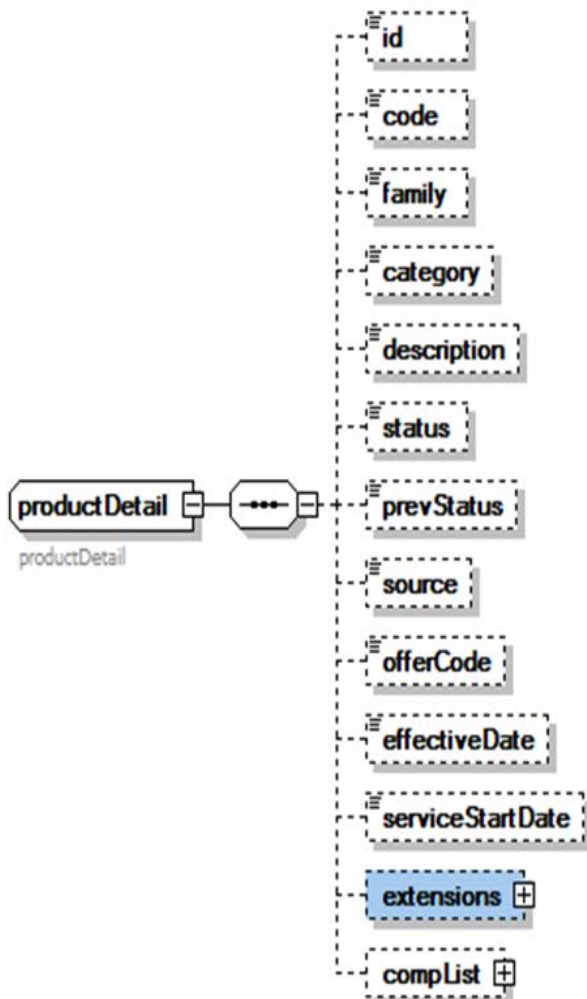 id
code
family
category
description
status
productDetail
productDetail
prevStatus
source
offerCode
effectiveDate
serviceStartDate
extensions
compList